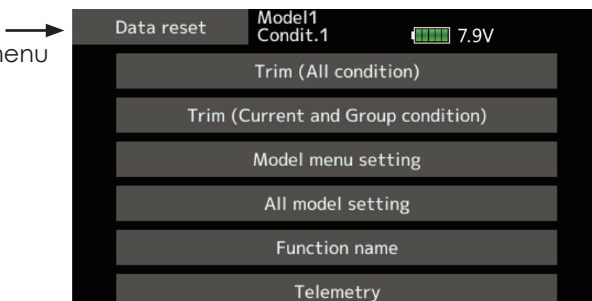 Data reset
Model1
Condit.1
7.9V
enu
Trim (All condition)
Trim (Current and Group condition)
Model menu setting
All model setting
Function name
Telemetry